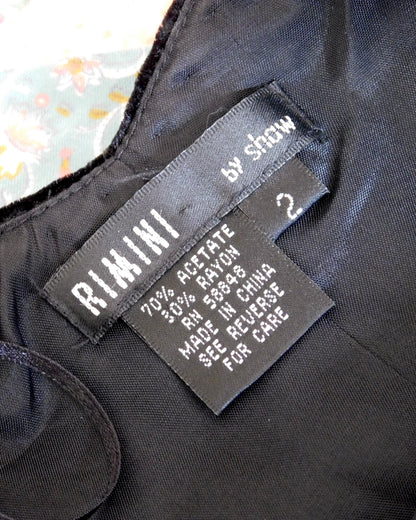 RIMINI by shaw
2
70% ACETATE
30% RAYON
RN 58848
MADE IN CHINA
SEE REVERSE
FOR CARE